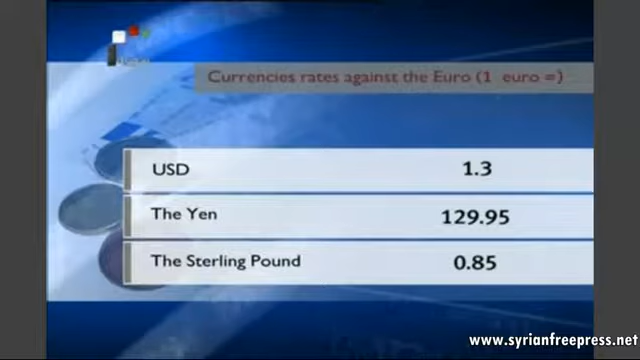 Currencies rates against the Euro (1 euro =)
USD 1.3
The Yen 129.95
The Sterling Pound 0.85
www.syrianfreepress.net